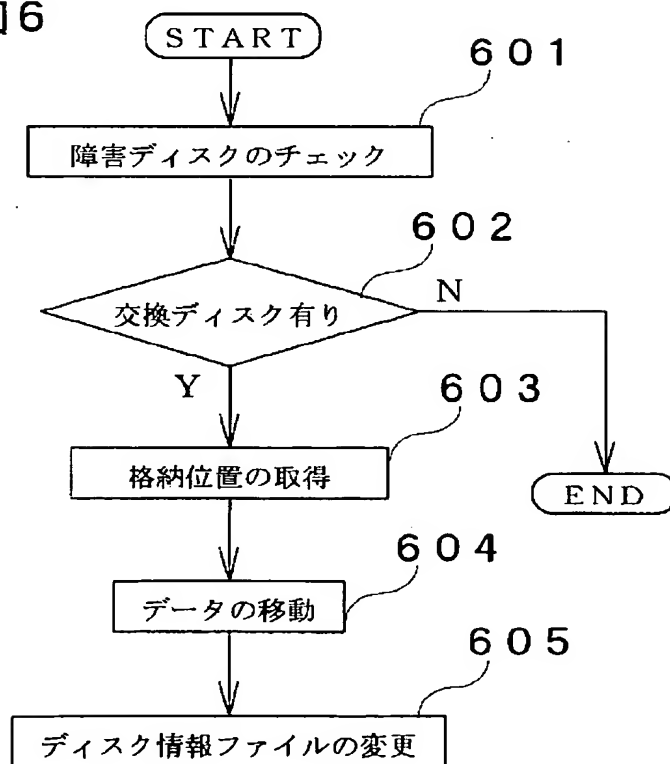 図6
START
601
障害ディスクのチェック
602
交換ディスク有り
N
Y
603
格納位置の取得
END
604
データの移動
605
ディスク情報ファイルの変更